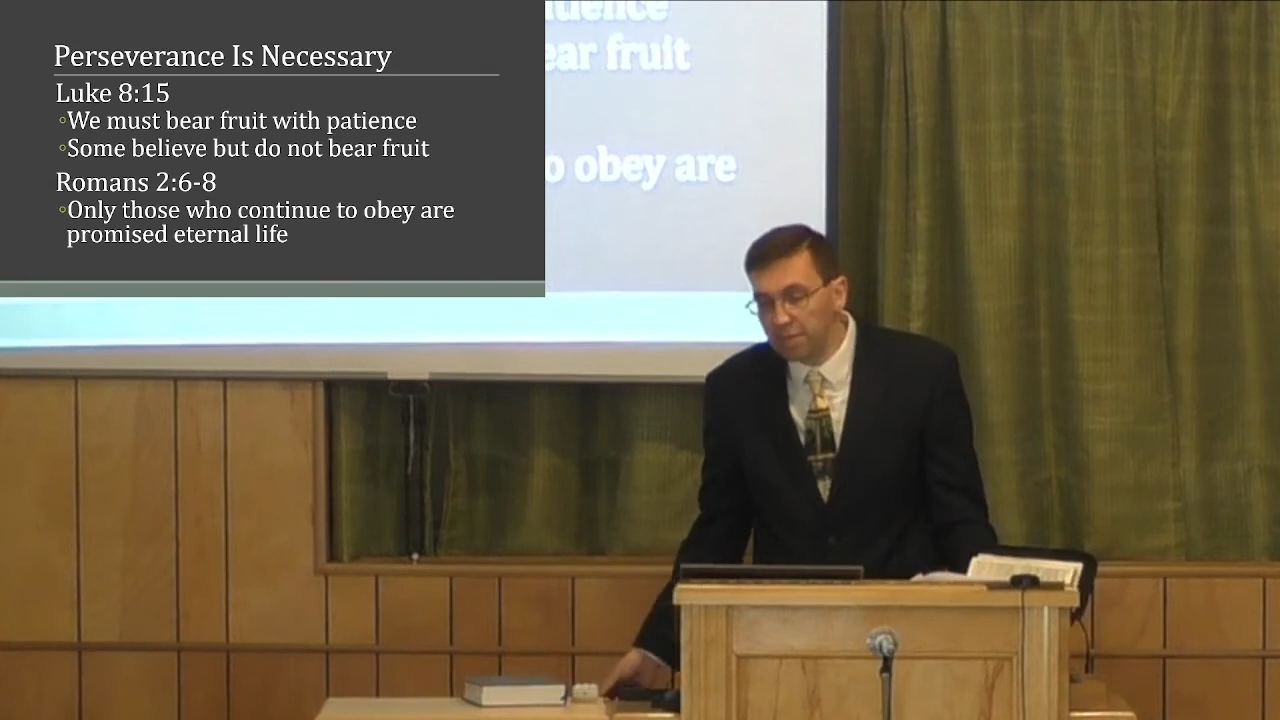 Perseverance Is Necessary
Luke 8:15
◦We must bear fruit with patience
◦Some believe but do not bear fruit
Romans 2:6-8
◦Only those who continue to obey are
promised eternal life
ear fruit
o obey are